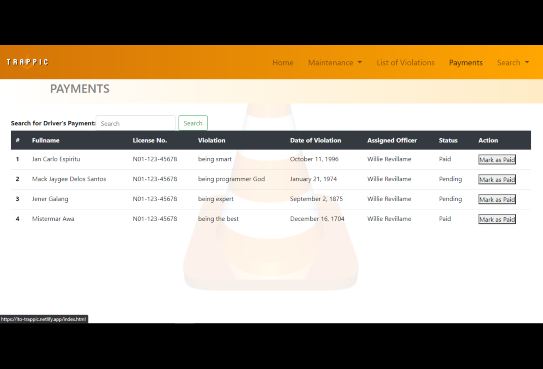 TRAPPIC
Home Maintenance List of Violations Payments Search
PAYMENTS
Search for Driver's Payment: Search Search
# Fullname License No. Violation Date of Violation Assigned Officer Status Action
1 Jan Carlo Espiritu N01-123-45678 being smart October 11, 1996 Willie Revillame Paid Mark as Paid
2 Mack Jaygee Delos Santos N01-123-45678 being programmer God January 21, 1974 Willie Revillame Pending Mark as Paid
3 Jener Galang N01-123-45678 being expert September 2, 1875 Willie Revillame Pending Mark as Paid
4 Mistermar Awa N01-123-45678 being the best December 16, 1704 Willie Revillame Paid Mark as Paid
https://lto-trappic.netlify.app/index.html